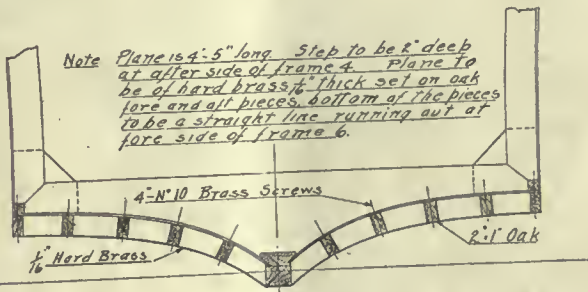 Note Plane is 4'-5" long. Step to be 2" deep
at after side of frame 4. Plane to
be of hard brass 1/16" thick set on oak
fore and aft pieces, bottom of the pieces
to be a straight line running out at
fore side of frame 6.
4"-Nº10 Brass Screws
1/16" Hard Brass
2"·1" Oak